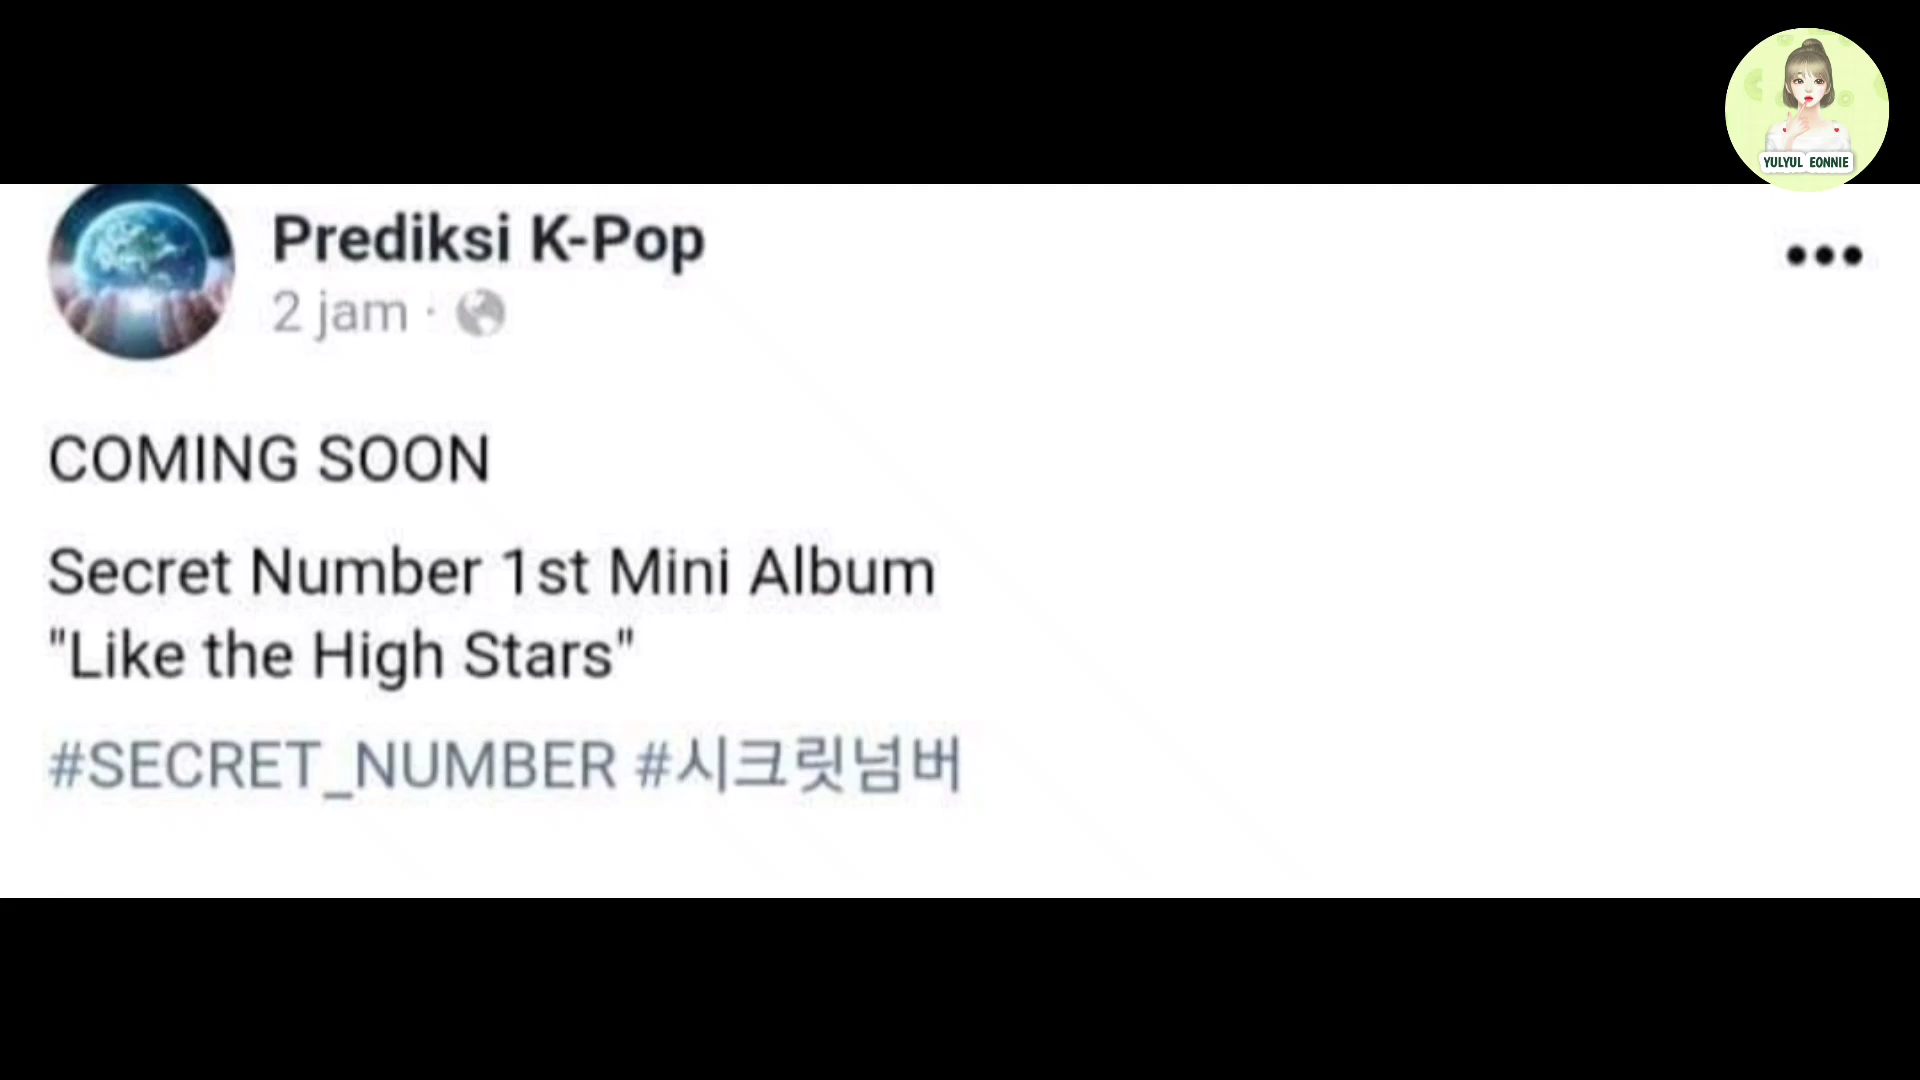 YULYUL EONNIE
Prediksi K-Pop
2 jam ·
COMING SOON
Secret Number 1st Mini Album
"Like the High Stars"
#SECRET_NUMBER #시크릿넘버